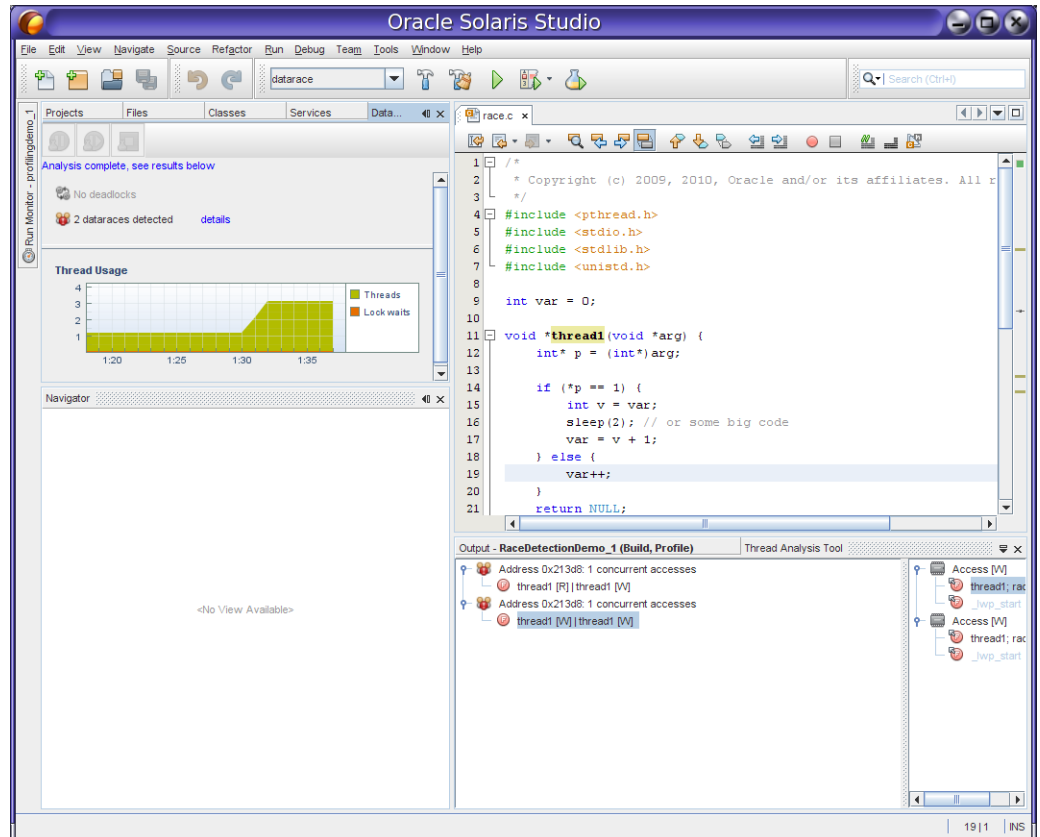 Oracle Solaris Studio
File Edit View Navigate Source Refactor Run Debug Team Tools Window Help
datarace
Search (Ctrl+I)
Run Monitor - profilingdemo_1
Projects Files Classes Services Data...
Analysis complete, see results below
No deadlocks
2 dataraces detected details
Thread Usage
4
3
2
1
1:20 1:25 1:30 1:35
Threads
Lock waits
Navigator
<No View Available>
race.c
1 /*
2 * Copyright (c) 2009, 2010, Oracle and/or its affiliates. All r
3 */
4 #include <pthread.h>
5 #include <stdio.h>
6 #include <stdlib.h>
7 #include <unistd.h>
8
9 int var = 0;
10
11 void *thread1(void *arg) {
12 int* p = (int*)arg;
13
14 if (*p == 1) {
15 int v = var;
16 sleep(2); // or some big code
17 var = v + 1;
18 } else {
19 var++;
20 }
21 return NULL;
Output - RaceDetectionDemo_1 (Build, Profile) Thread Analysis Tool
Address 0x213d8: 1 concurrent accesses
thread1 [R] | thread1 [W]
Address 0x213d8: 1 concurrent accesses
thread1 [W] | thread1 [W]
Access [W]
thread1; rac
_lwp_start
Access [W]
thread1; rac
_lwp_start
19 | 1 INS